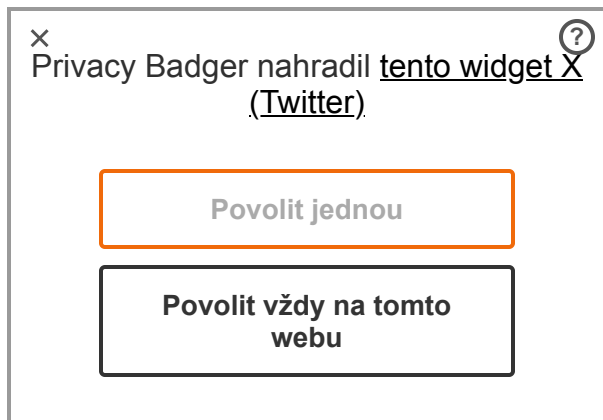 Privacy Badger nahradil tento widget X
(Twitter)
Povolit jednou
Povolit vždy na tomto
webu